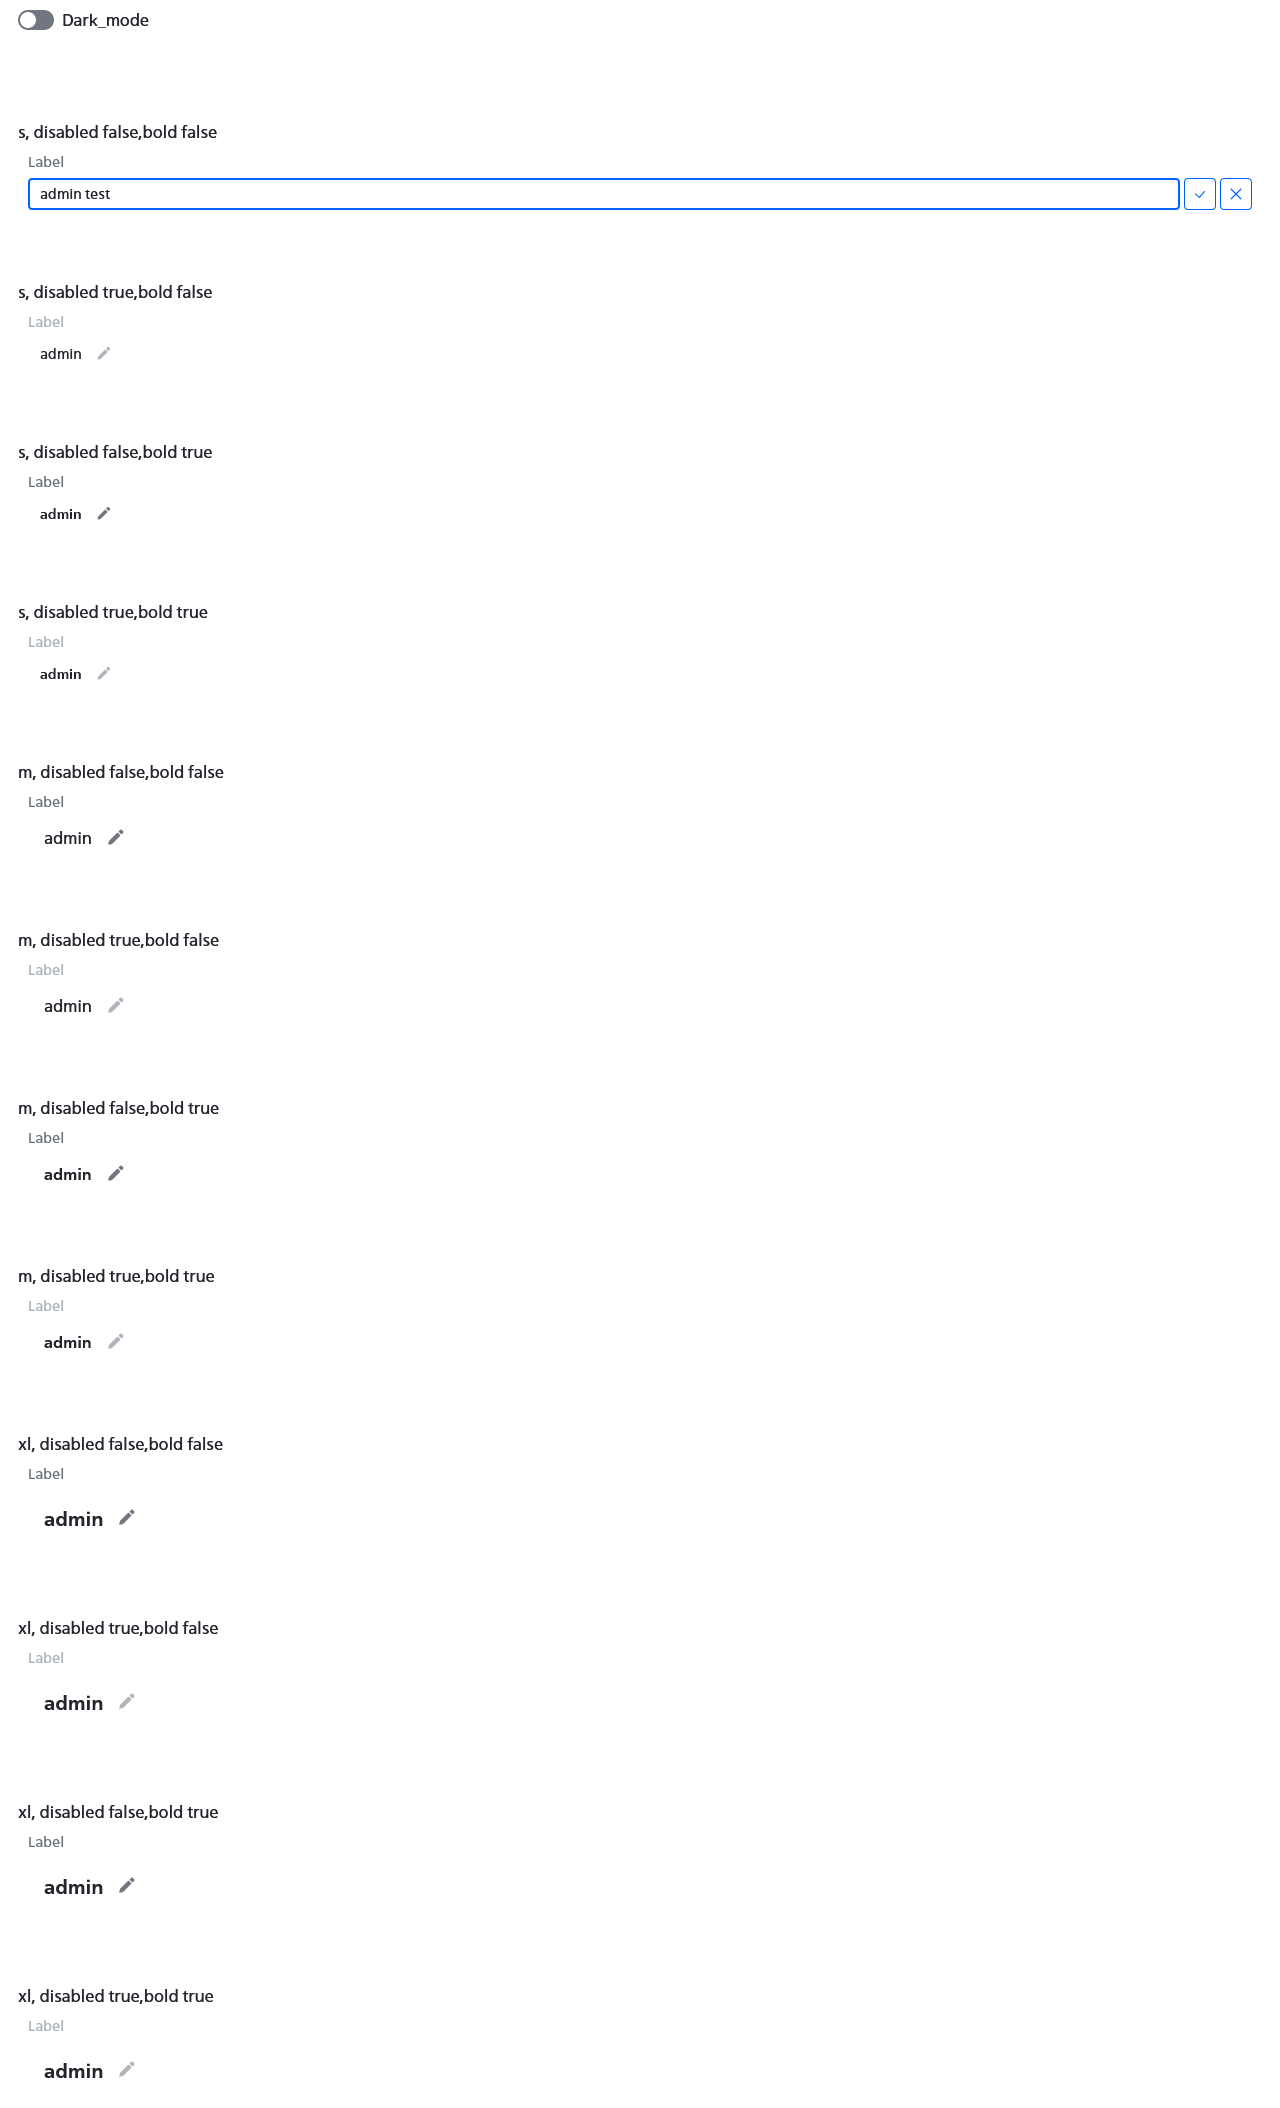 Dark_mode
s, disabled false,bold false
Label
admin test
s, disabled true,bold false
Label
admin
s, disabled false,bold true
Label
admin
s, disabled true,bold true
Label
admin
m, disabled false,bold false
Label
admin
m, disabled true,bold false
Label
admin
m, disabled false,bold true
Label
admin
m, disabled true,bold true
Label
admin
xl, disabled false,bold false
Label
admin
xl, disabled true,bold false
Label
admin
xl, disabled false,bold true
Label
admin
xl, disabled true,bold true
Label
admin